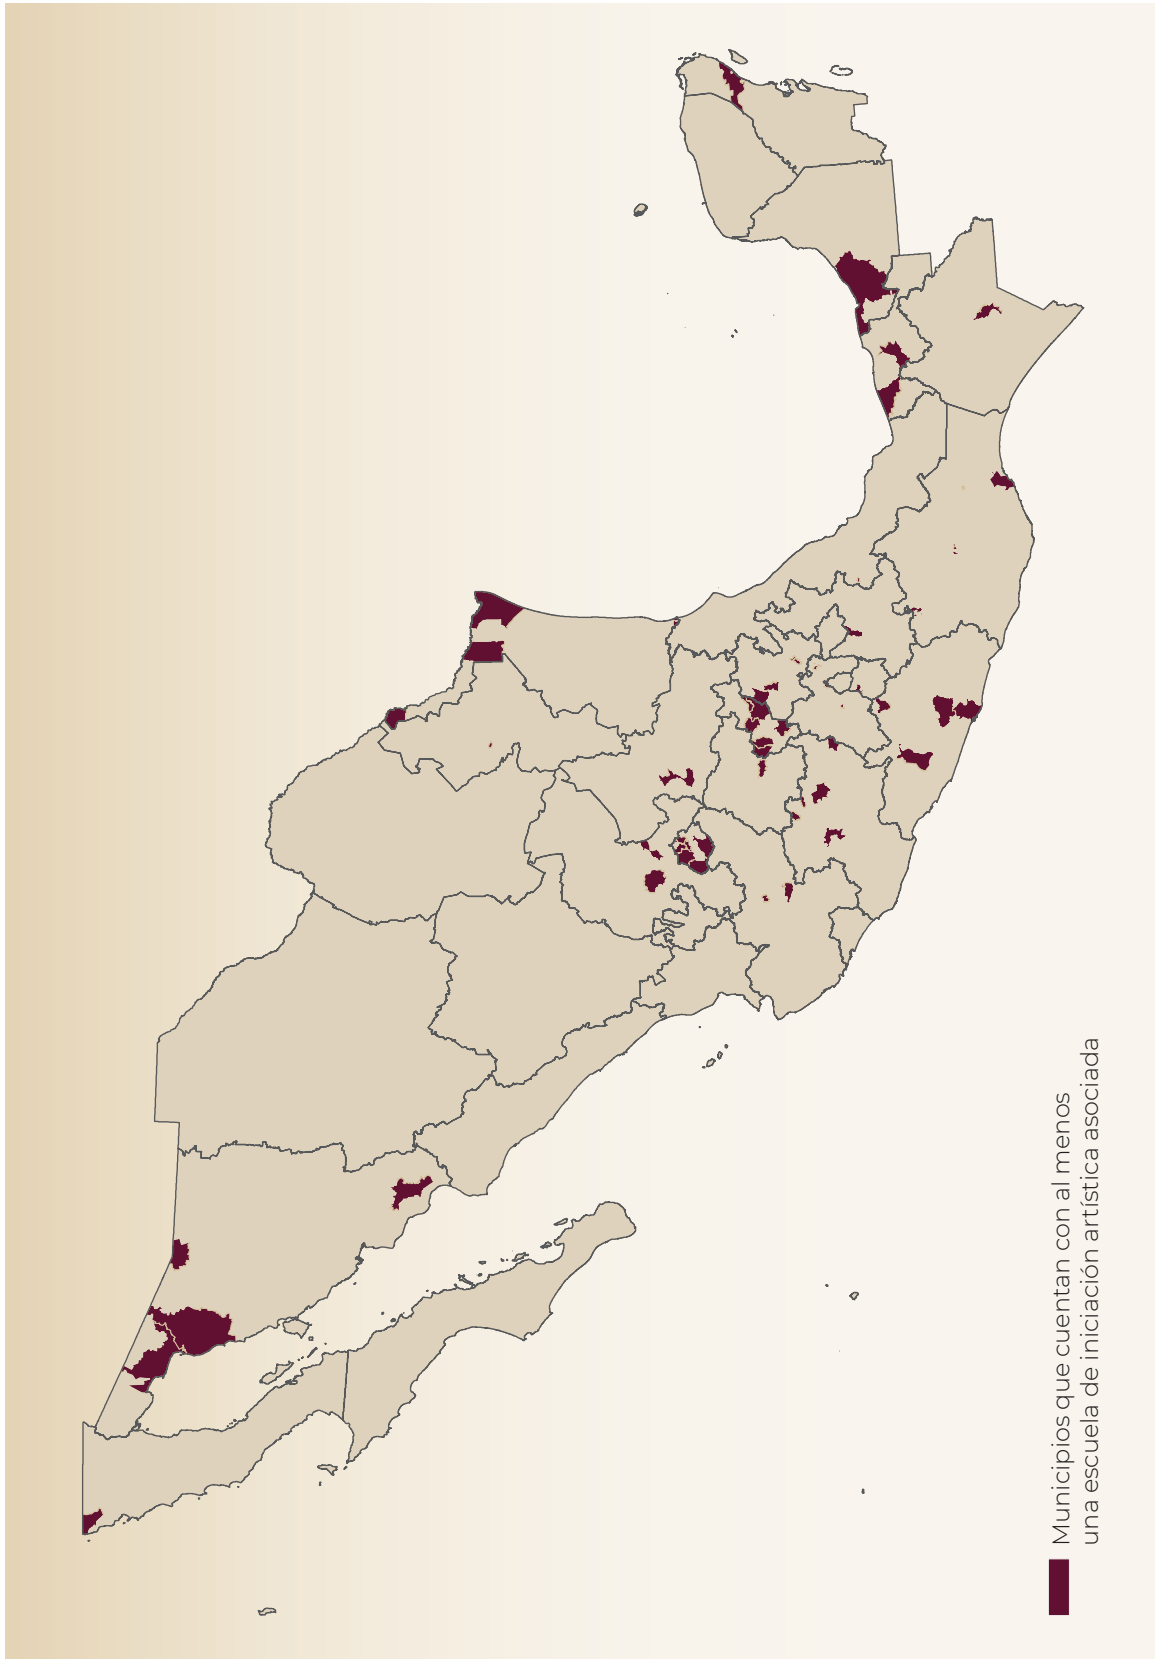 Municipios que cuentan con al menos
una escuela de iniciación artística asociada